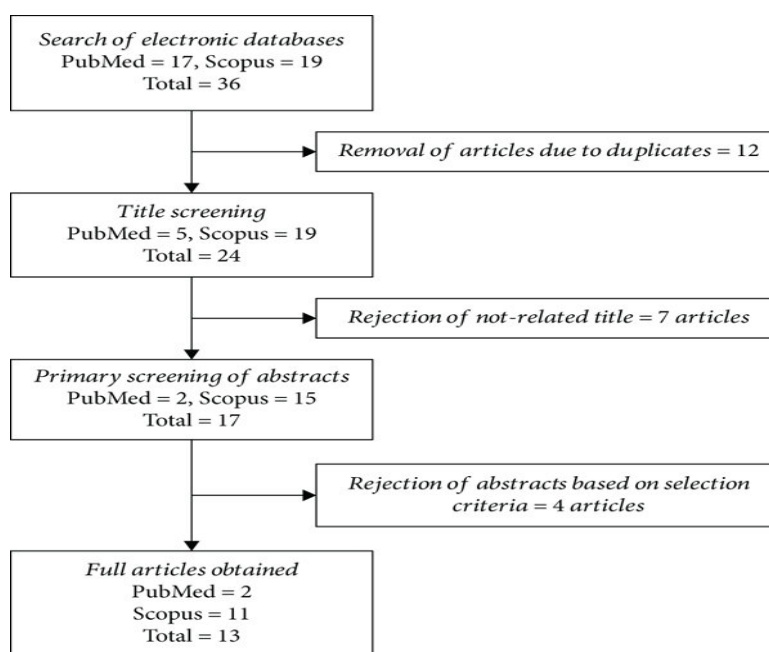 Search of electronic databases
PubMed = 17, Scopus = 19
Total = 36
Removal of articles due to duplicates = 12
Title screening
PubMed = 5, Scopus = 19
Total = 24
Rejection of not-related title = 7 articles
Primary screening of abstracts
PubMed = 2, Scopus = 15
Total = 17
Rejection of abstracts based on selection
criteria = 4 articles
Full articles obtained
PubMed = 2
Scopus = 11
Total = 13